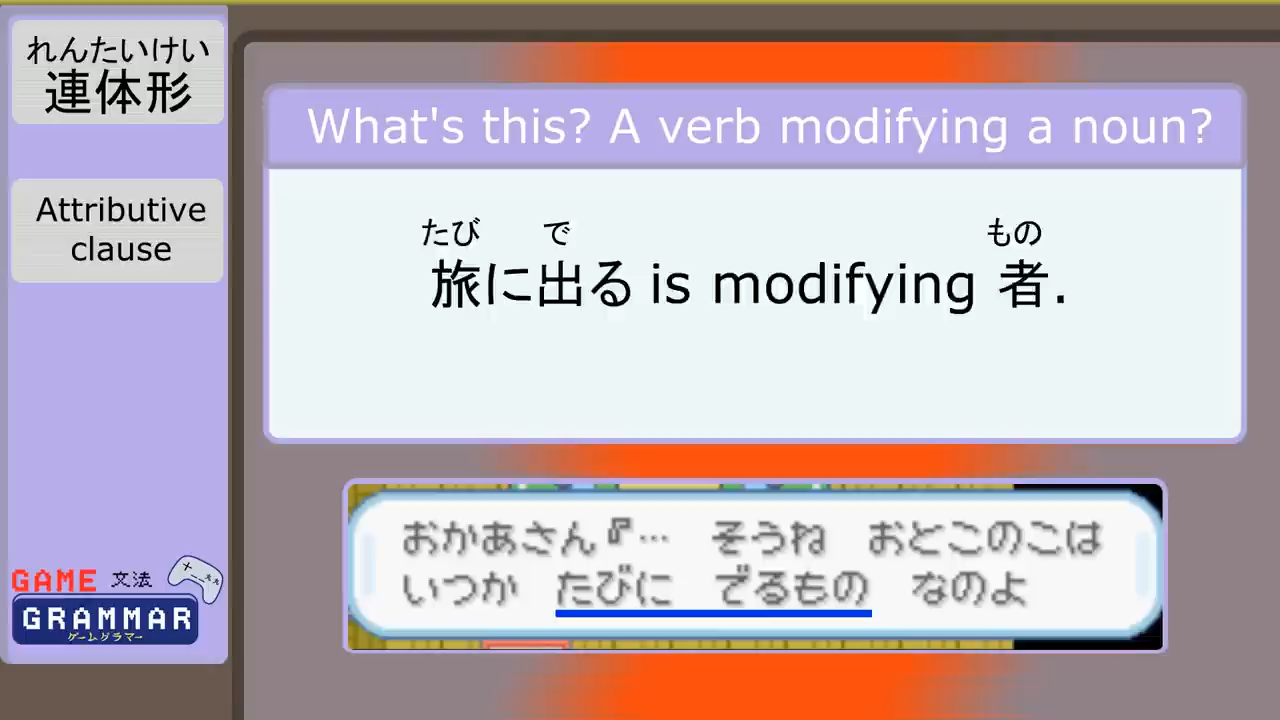 れんたいけい
連体形
Attributive
clause
GAME 文法
GRAMMAR
ゲームグラマー
What's this? A verb modifying a noun?
たび で もの
旅に出る is modifying 者.
おかあさん『… そうね おとこのこは
いつか たびに でるもの なのよ